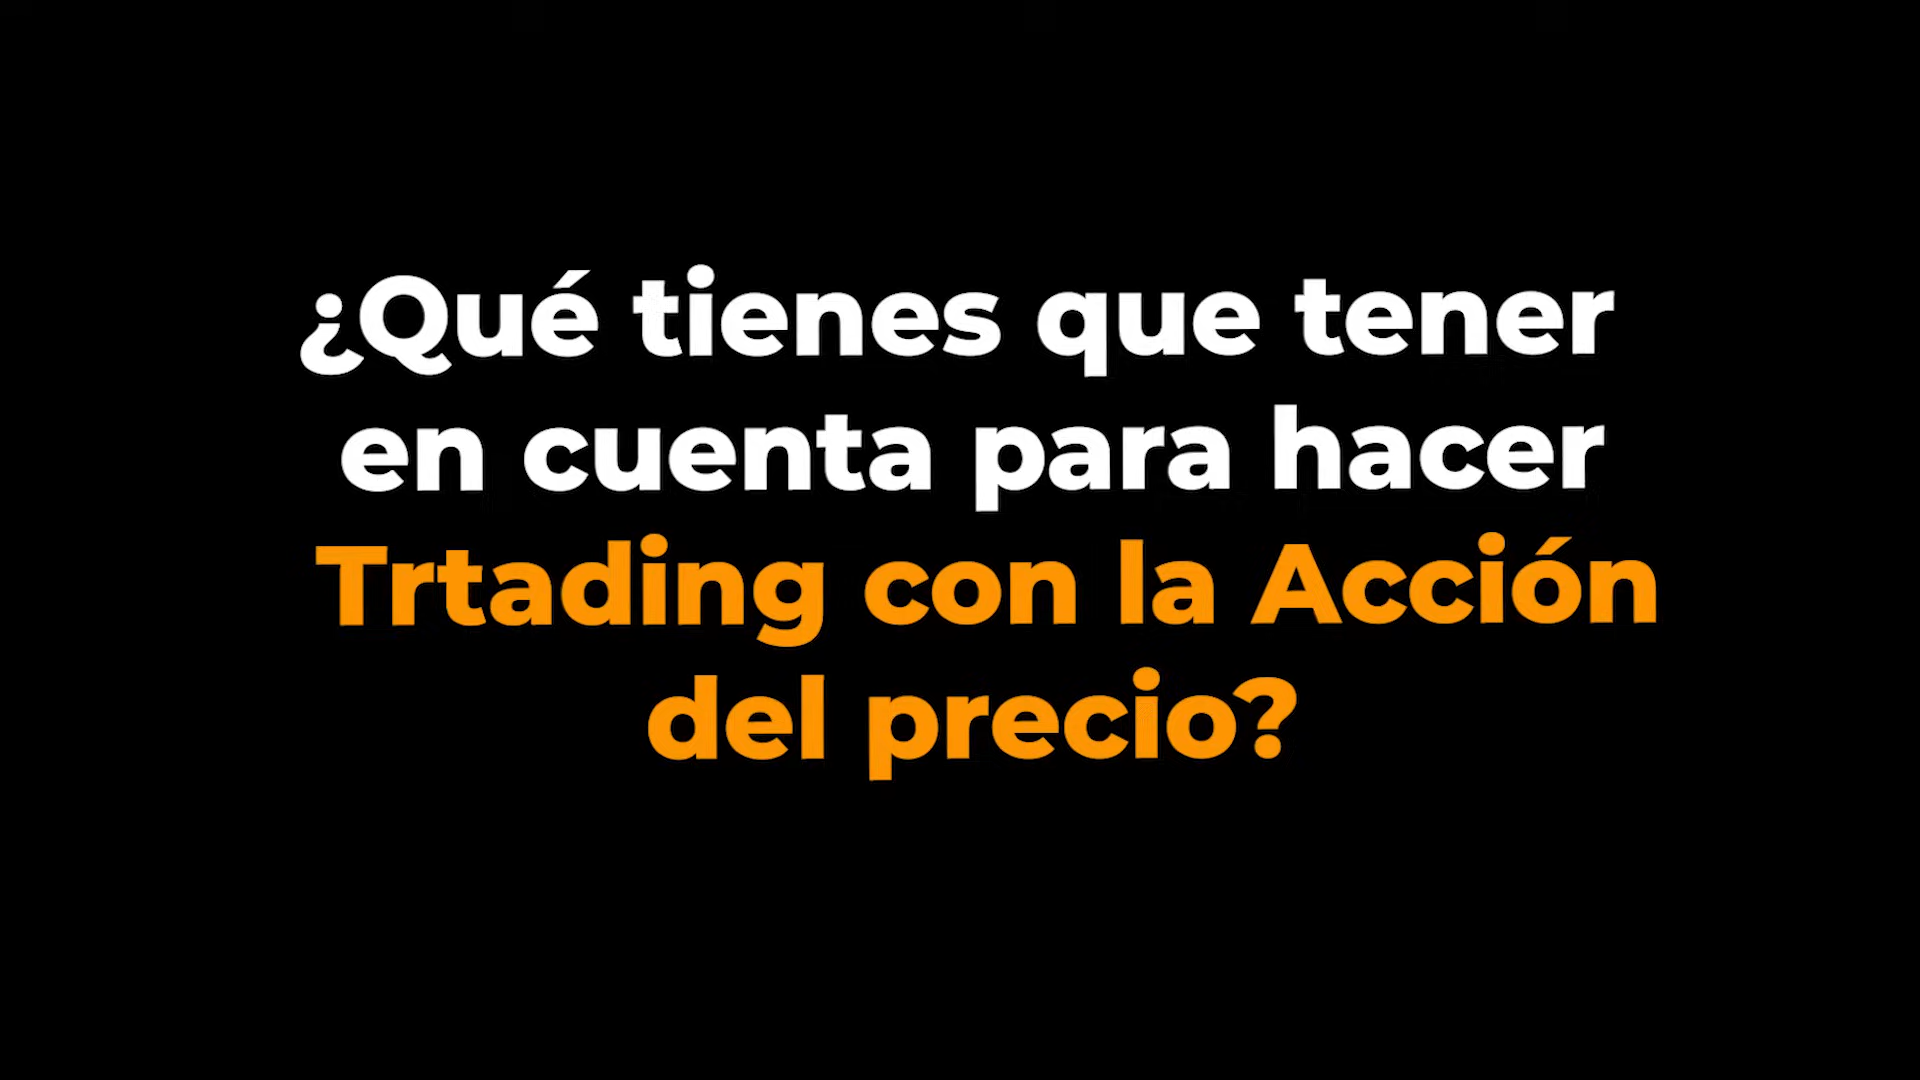 ¿Qué tienes que tener
en cuenta para hacer
Trtading con la Acción
del precio?